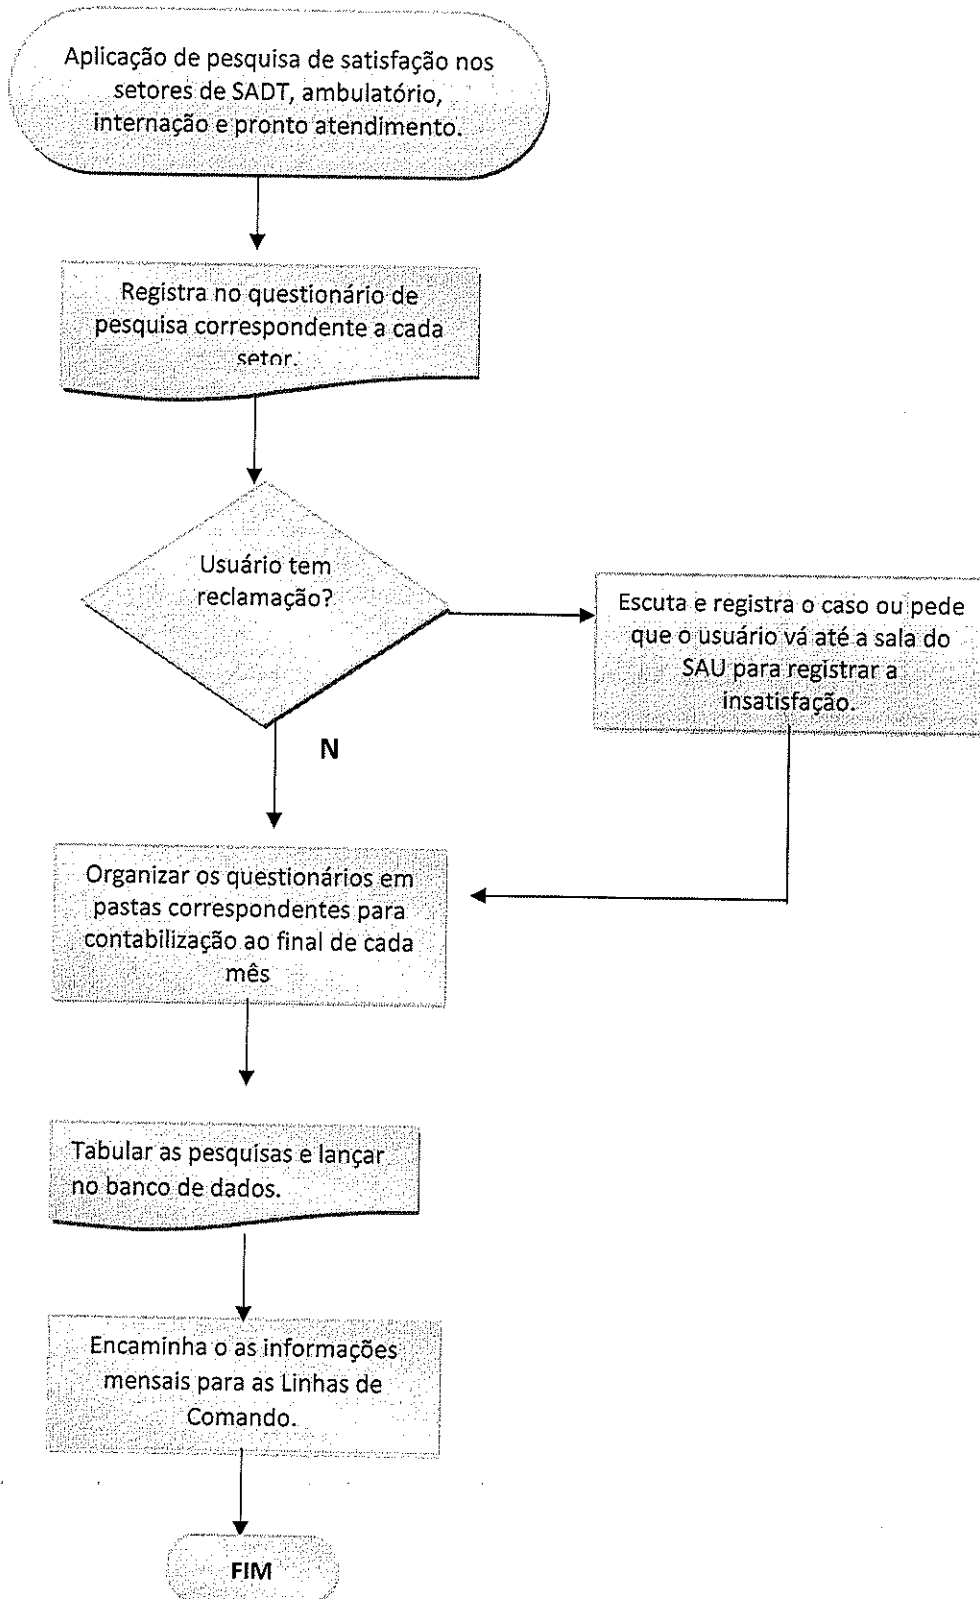 Aplicação de pesquisa de satisfação nos
setores de SADT, ambulatório,
internação e pronto atendimento.
Registra no questionário de
pesquisa correspondente a cada
setor.
Usuário tem
reclamação?
Escuta e registra o caso ou pede
que o usuário vá até a sala do
SAU para registrar a
insatisfação.
N
Organizar os questionários em
pastas correspondentes para
contabilização ao final de cada
mês
Tabular as pesquisas e lançar
no banco de dados.
Encaminha o as informações
mensais para as Linhas de
Comando.
FIM